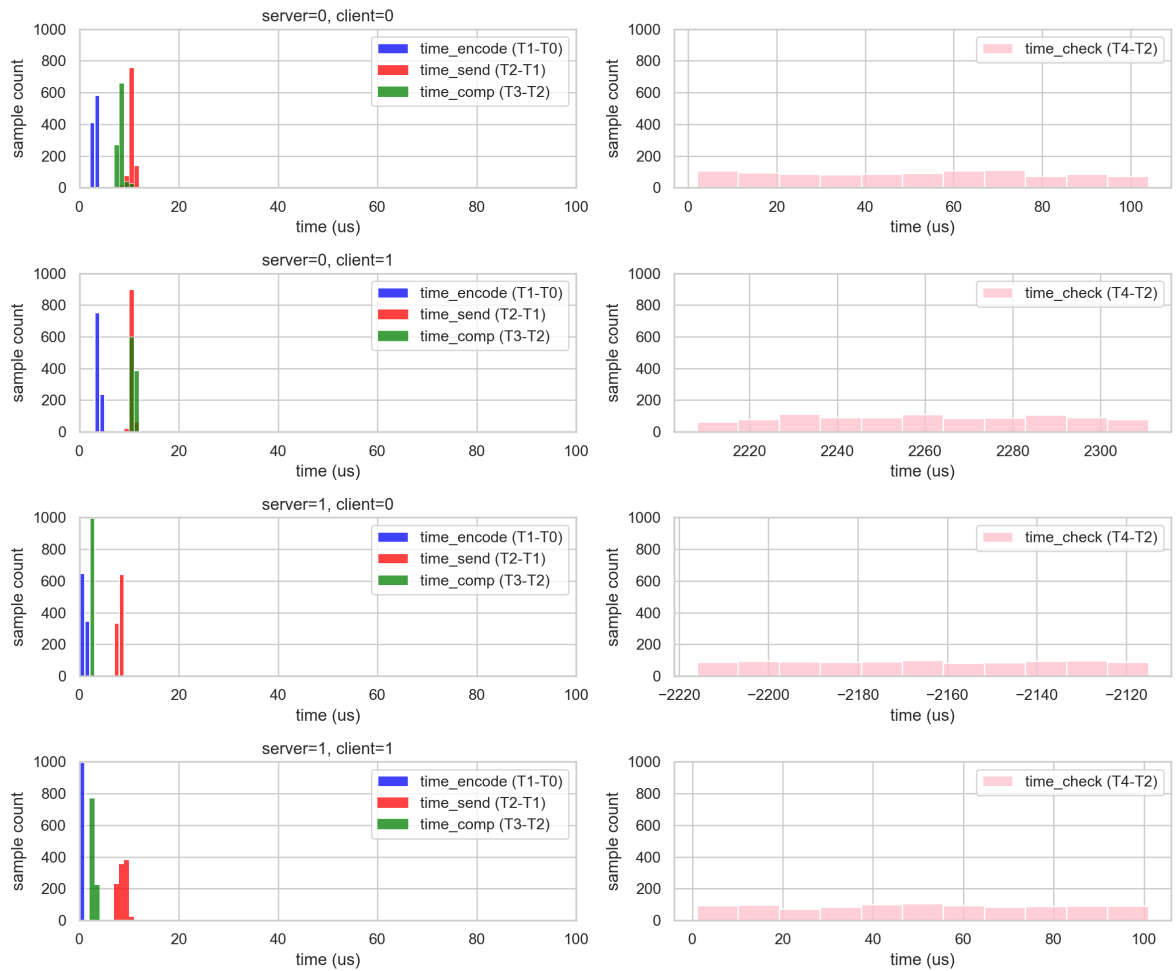 server=0, client=0
1000
800
600
400
200
0
sample count
time_encode (T1-T0)
time_send (T2-T1)
time_comp (T3-T2)
0 20 40 60 80 100
time (us)
1000
800
600
400
200
0
sample count
time_check (T4-T2)
0 20 40 60 80 100
time (us)
server=0, client=1
1000
800
600
400
200
0
sample count
time_encode (T1-T0)
time_send (T2-T1)
time_comp (T3-T2)
0 20 40 60 80 100
time (us)
1000
800
600
400
200
0
sample count
time_check (T4-T2)
2220 2240 2260 2280 2300
time (us)
server=1, client=0
1000
800
600
400
200
0
sample count
time_encode (T1-T0)
time_send (T2-T1)
time_comp (T3-T2)
0 20 40 60 80 100
time (us)
1000
800
600
400
200
0
sample count
time_check (T4-T2)
−2220 −2200 −2180 −2160 −2140 −2120
time (us)
server=1, client=1
1000
800
600
400
200
0
sample count
time_encode (T1-T0)
time_send (T2-T1)
time_comp (T3-T2)
0 20 40 60 80 100
time (us)
1000
800
600
400
200
0
sample count
time_check (T4-T2)
0 20 40 60 80 100
time (us)